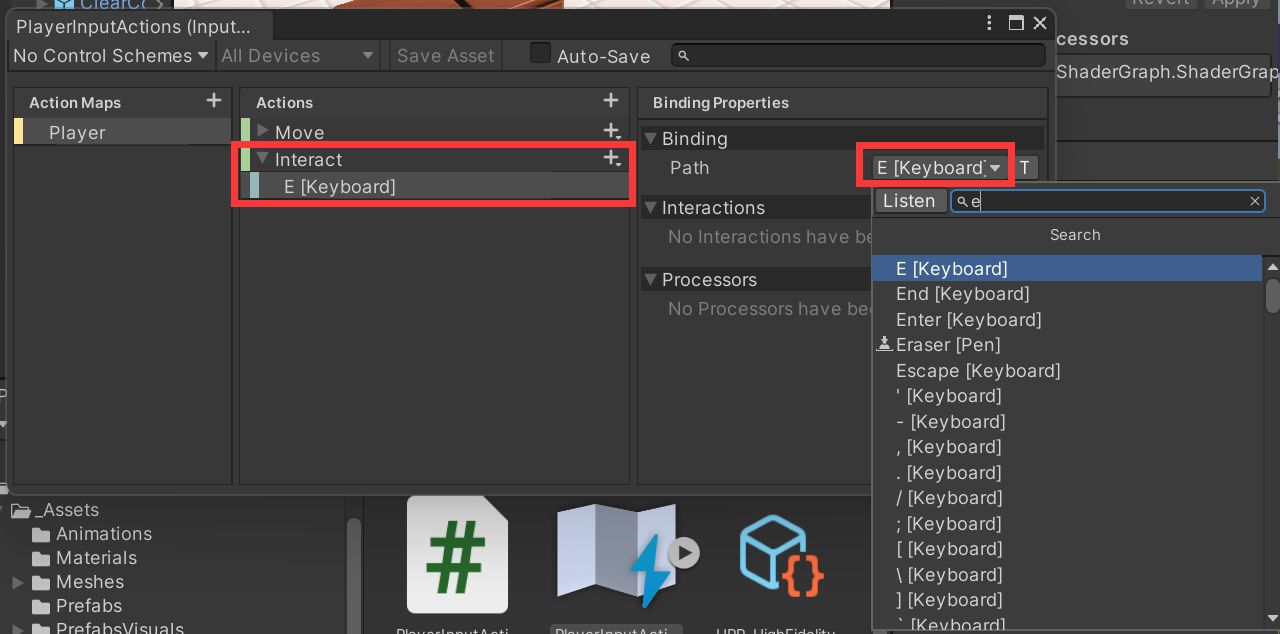 ClearCo
Revert Apply
PlayerInputActions (Input...
No Control Schemes All Devices Save Asset Auto-Save
cessors
ShaderGraph.ShaderGrap
Action Maps
Player
Actions
Move
Interact
E [Keyboard]
Binding Properties
Binding
Path E [Keyboard] T
Interactions
No Interactions have be
Processors
No Processors have bee
Listen e
Search
E [Keyboard]
End [Keyboard]
Enter [Keyboard]
Eraser [Pen]
Escape [Keyboard]
' [Keyboard]
- [Keyboard]
, [Keyboard]
. [Keyboard]
/ [Keyboard]
; [Keyboard]
[ [Keyboard]
\ [Keyboard]
] [Keyboard]
` [Keyboard]
_Assets
Animations
Materials
Meshes
Prefabs
PrefabsVisuals
#
PlayerInputActi
PlayerInputActi
URP_HighFidelity